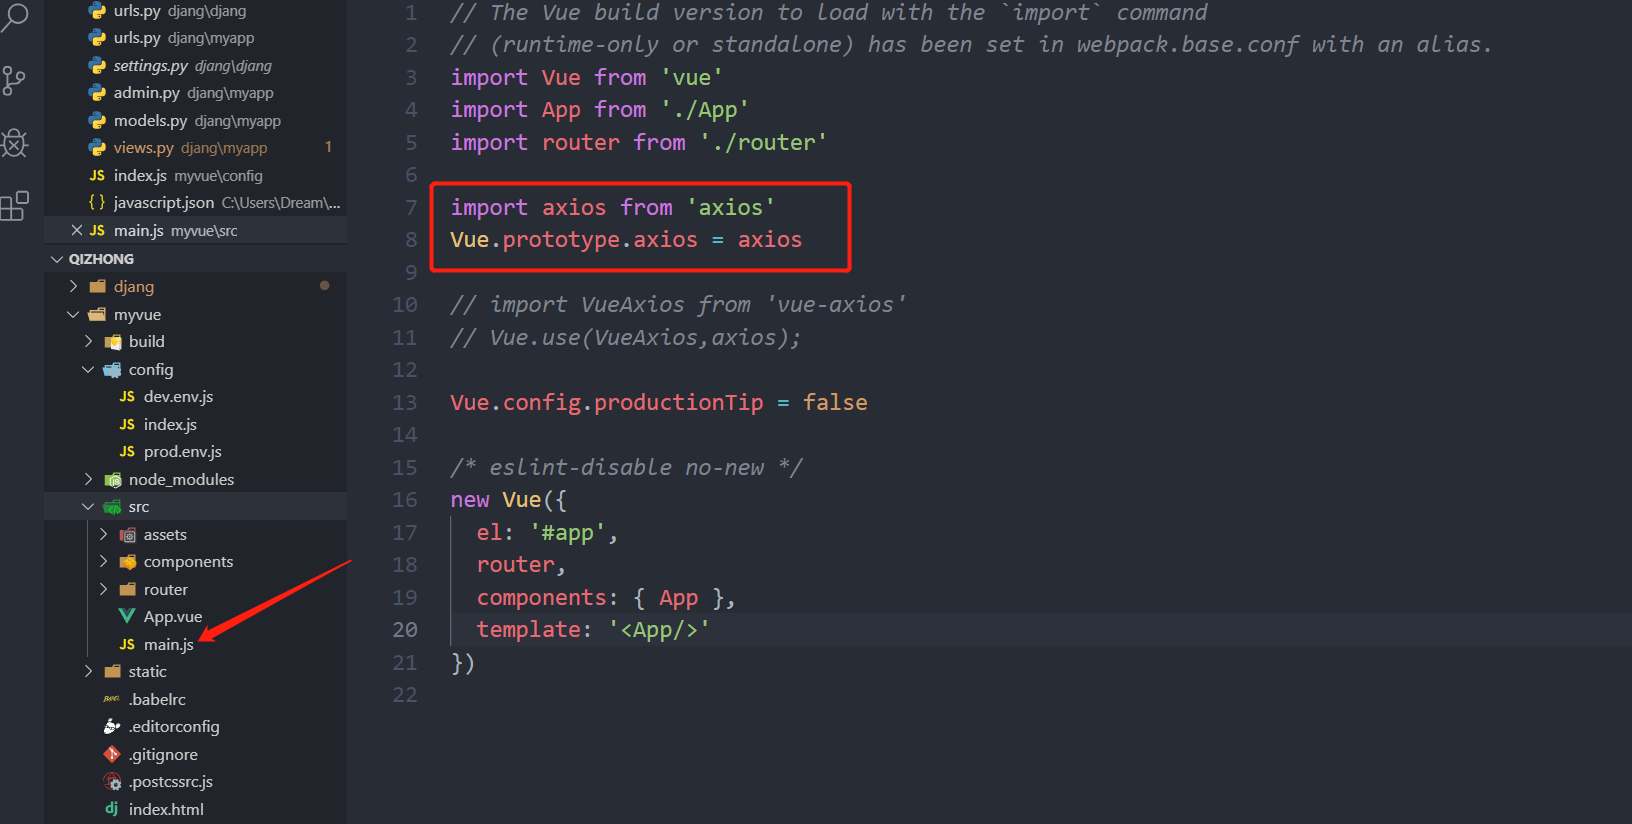 urls.py djang\djang
urls.py djang\myapp
settings.py djang\djang
admin.py djang\myapp
models.py djang\myapp
views.py djang\myapp 1
index.js myvue\config
javascript.json C:\Users\Dream\...
main.js myvue\src
QIZHONG
djang
myvue
build
config
dev.env.js
index.js
prod.env.js
node_modules
src
assets
components
router
App.vue
main.js
static
.babelrc
.editorconfig
.gitignore
.postcssrc.js
index.html
1 // The Vue build version to load with the `import` command
2 // (runtime-only or standalone) has been set in webpack.base.conf with an alias.
3 import Vue from 'vue'
4 import App from './App'
5 import router from './router'
6
7 import axios from 'axios'
8 Vue.prototype.axios = axios
9
10 // import VueAxios from 'vue-axios'
11 // Vue.use(VueAxios,axios);
12
13 Vue.config.productionTip = false
14
15 /* eslint-disable no-new */
16 new Vue({
17 el: '#app',
18 router,
19 components: { App },
20 template: '<App/>'
21 })
22